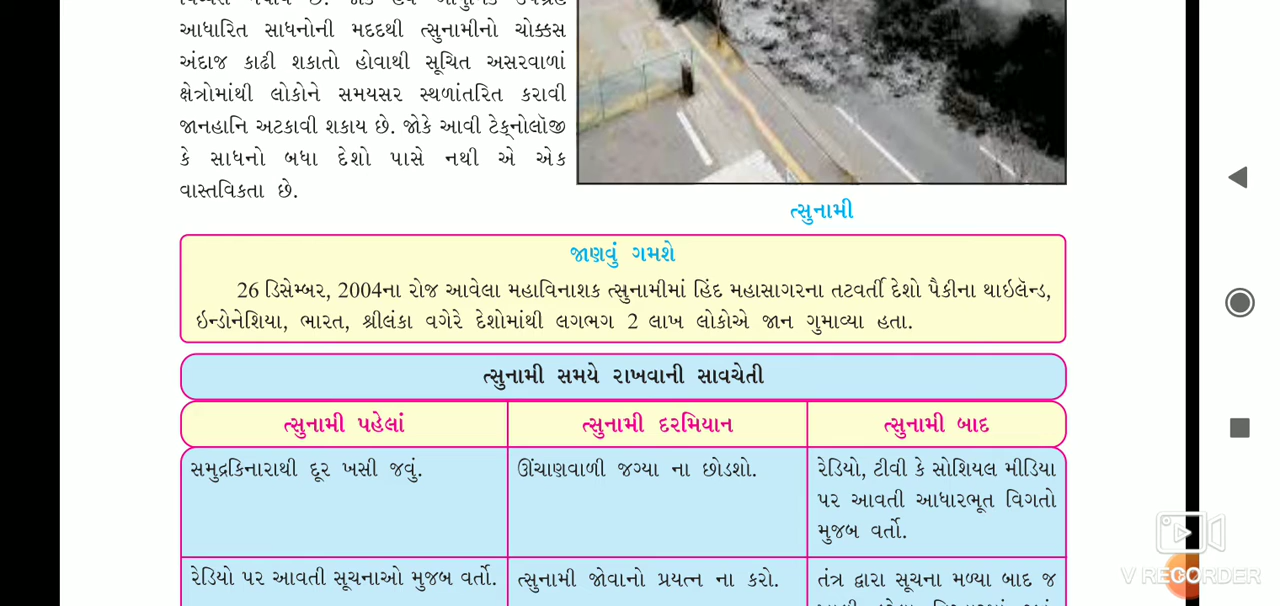 આધારિત સાધનોની મદદથી ત્સુનામીનો ચોક્કસ
અંદાજ કાઢી શકાતો હોવાથી સૂચિત અસરવાળાં
ક્ષેત્રોમાંથી લોકોને સમયસર સ્થળાંતરિત કરાવી
જાનહાનિ અટકાવી શકાય છે. જોકે આવી ટેક્નોલૉજી
કે સાધનો બધા દેશો પાસે નથી એ એક
વાસ્તવિકતા છે.
ત્સુનામી
જાણવું ગમશે
26 ડિસેમ્બર, 2004ના રોજ આવેલા મહાવિનાશક ત્સુનામીમાં હિંદ મહાસાગરના તટવર્તી દેશો પૈકીના થાઇલૅન્ડ,
ઇન્ડોનેશિયા, ભારત, શ્રીલંકા વગેરે દેશોમાંથી લગભગ 2 લાખ લોકોએ જાન ગુમાવ્યા હતા.
ત્સુનામી સમયે રાખવાની સાવચેતી
ત્સુનામી પહેલાં
ત્સુનામી દરમિયાન
ત્સુનામી બાદ
સમુદ્રકિનારાથી દૂર ખસી જવું.
ઊંચાણવાળી જગ્યા ના છોડશો.
રેડિયો, ટીવી કે સોશિયલ મીડિયા
પર આવતી આધારભૂત વિગતો
મુજબ વર્તો.
રેડિયો પર આવતી સૂચનાઓ મુજબ વર્તો.
ત્સુનામી જોવાનો પ્રયત્ન ના કરો.
તંત્ર દ્વારા સૂચના મળ્યા બાદ જ
V RECORDER